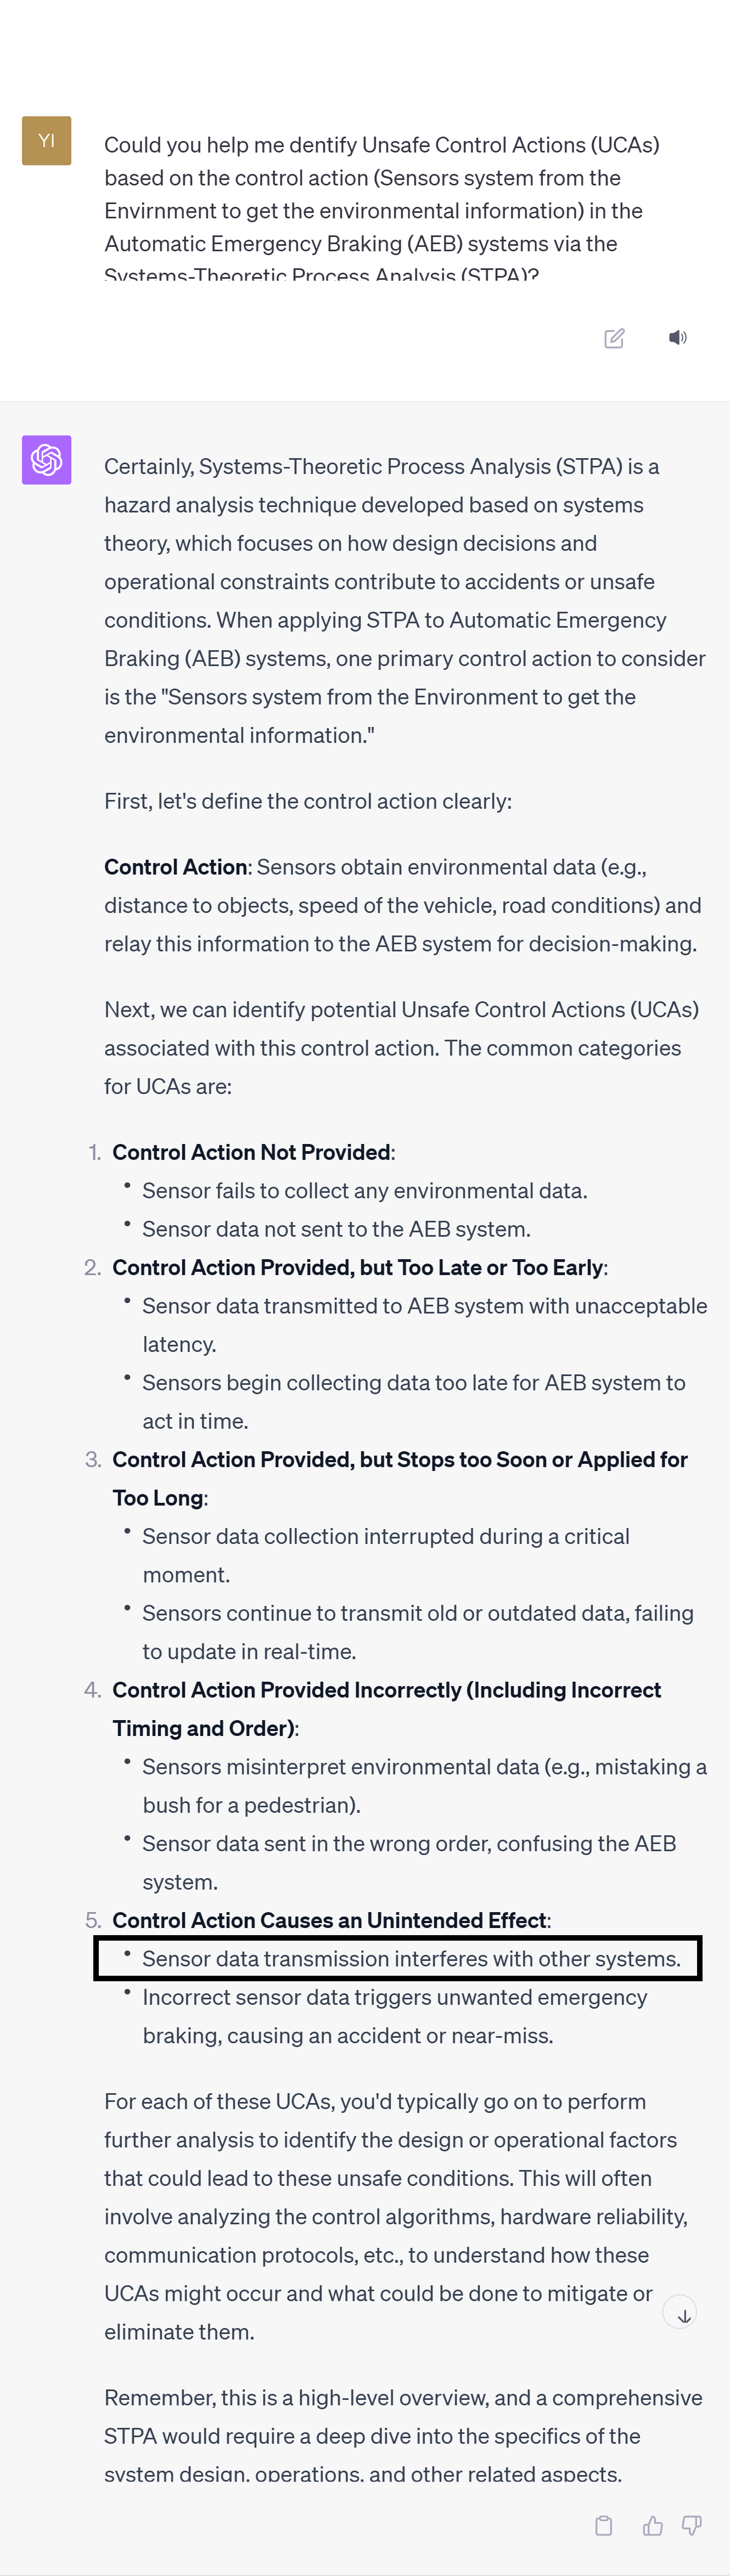 YI
Could you help me dentify Unsafe Control Actions (UCAs)
based on the control action (Sensors system from the
Envirnment to get the environmental information) in the
Automatic Emergency Braking (AEB) systems via the
Systems-Theoretic Process Analysis (STPA)?
Certainly, Systems-Theoretic Process Analysis (STPA) is a
hazard analysis technique developed based on systems
theory, which focuses on how design decisions and
operational constraints contribute to accidents or unsafe
conditions. When applying STPA to Automatic Emergency
Braking (AEB) systems, one primary control action to consider
is the "Sensors system from the Environment to get the
environmental information."
First, let's define the control action clearly:
Control Action: Sensors obtain environmental data (e.g.,
distance to objects, speed of the vehicle, road conditions) and
relay this information to the AEB system for decision-making.
Next, we can identify potential Unsafe Control Actions (UCAs)
associated with this control action. The common categories
for UCAs are:
1. Control Action Not Provided:
• Sensor fails to collect any environmental data.
• Sensor data not sent to the AEB system.
2. Control Action Provided, but Too Late or Too Early:
• Sensor data transmitted to AEB system with unacceptable
latency.
• Sensors begin collecting data too late for AEB system to
act in time.
3. Control Action Provided, but Stops too Soon or Applied for
Too Long:
• Sensor data collection interrupted during a critical
moment.
• Sensors continue to transmit old or outdated data, failing
to update in real-time.
4. Control Action Provided Incorrectly (Including Incorrect
Timing and Order):
• Sensors misinterpret environmental data (e.g., mistaking a
bush for a pedestrian).
• Sensor data sent in the wrong order, confusing the AEB
system.
5. Control Action Causes an Unintended Effect:
• Sensor data transmission interferes with other systems.
• Incorrect sensor data triggers unwanted emergency
braking, causing an accident or near-miss.
For each of these UCAs, you'd typically go on to perform
further analysis to identify the design or operational factors
that could lead to these unsafe conditions. This will often
involve analyzing the control algorithms, hardware reliability,
communication protocols, etc., to understand how these
UCAs might occur and what could be done to mitigate or
eliminate them.
Remember, this is a high-level overview, and a comprehensive
STPA would require a deep dive into the specifics of the
system design, operations, and other related aspects.